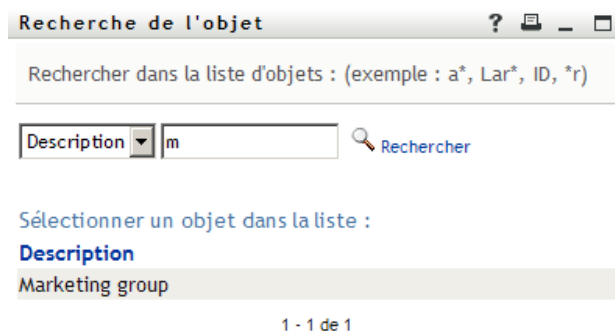 Recherche de l'objet ?
Rechercher dans la liste d'objets : (exemple : a*, Lar*, ID, *r)
Description m Rechercher
Sélectionner un objet dans la liste :
Description
Marketing group
1 - 1 de 1